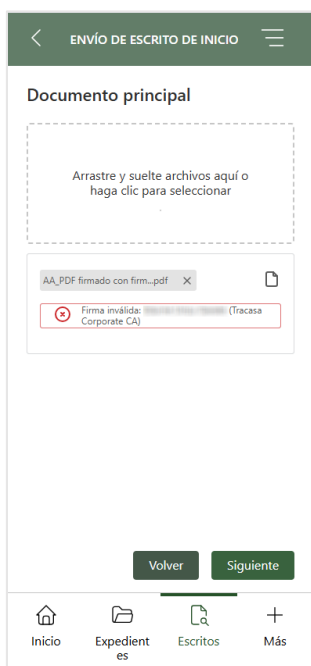 ENVÍO DE ESCRITO DE INICIO
Documento principal
Arrastre y suelte archivos aquí o
haga clic para seleccionar
AA_PDF firmado con firm...pdf
Firma inválida: (Tracasa
Corporate CA)
Volver Siguiente
Inicio Expedient
es Escritos Más